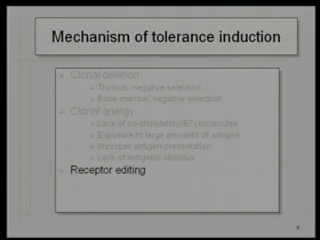 Mechanism of tolerance induction
Clonal deletion
Thymus: negative selection
Bone marrow: negative selection
Clonal anergy
Lack of co-stimulatory(B7) molecules
Exposure to large amounts of antigen
Improper antigen presentation
Lack of antigenic stimulus
Receptor editing
9